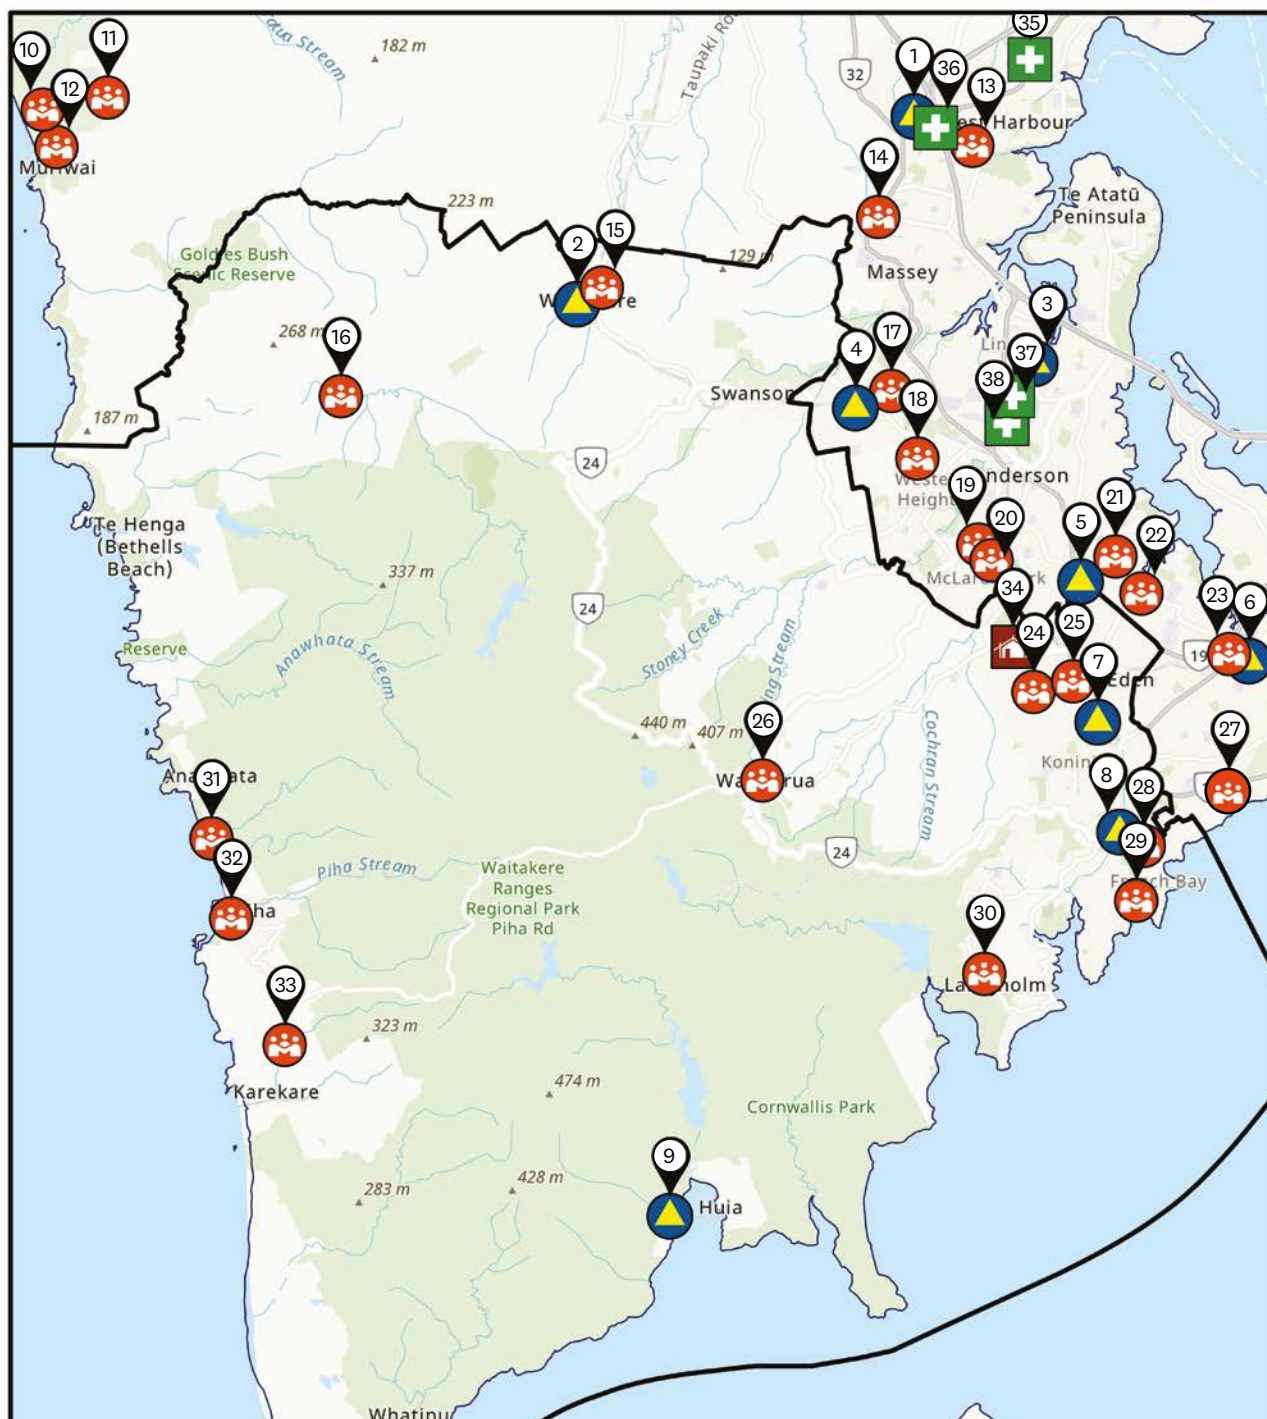 35
10
11
182 m
Taupaki
32
1
36
12
13
Harbour
14
Te Atatū
Peninsula
223 m
Goldies Bush
Scenic Reserve
2
15
129 m
Massey
268 m
16
3
4
17
37
38
Swanson
18
187 m
24
Height
19
20
21
5
22
Te Henga
(Bethells
Beach)
337 m
24
34
24
25
23
6
Stoney Creek
Anawhata Stream
Stream
Reserve
19
7
Eden
440 m
407 m
26
27
Cochran Stream
31
8
28
29
32
Piha Stream
24
Waitakere
Ranges
Regional Park
Piha Rd
Bay
30
33
323 m
Karekare
474 m
Cornwallis Park
9
283 m
428 m
Huia
Whatipu